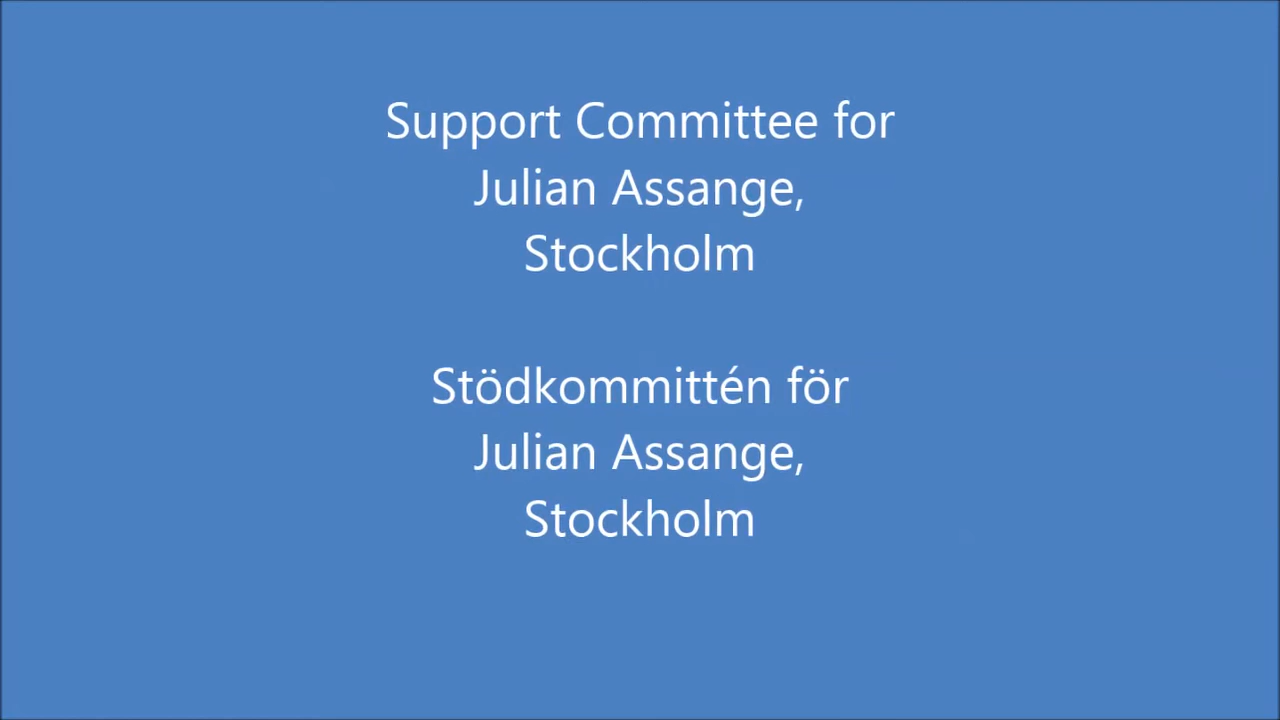 Support Committee for
Julian Assange,
Stockholm
Stödkommittén för
Julian Assange,
Stockholm